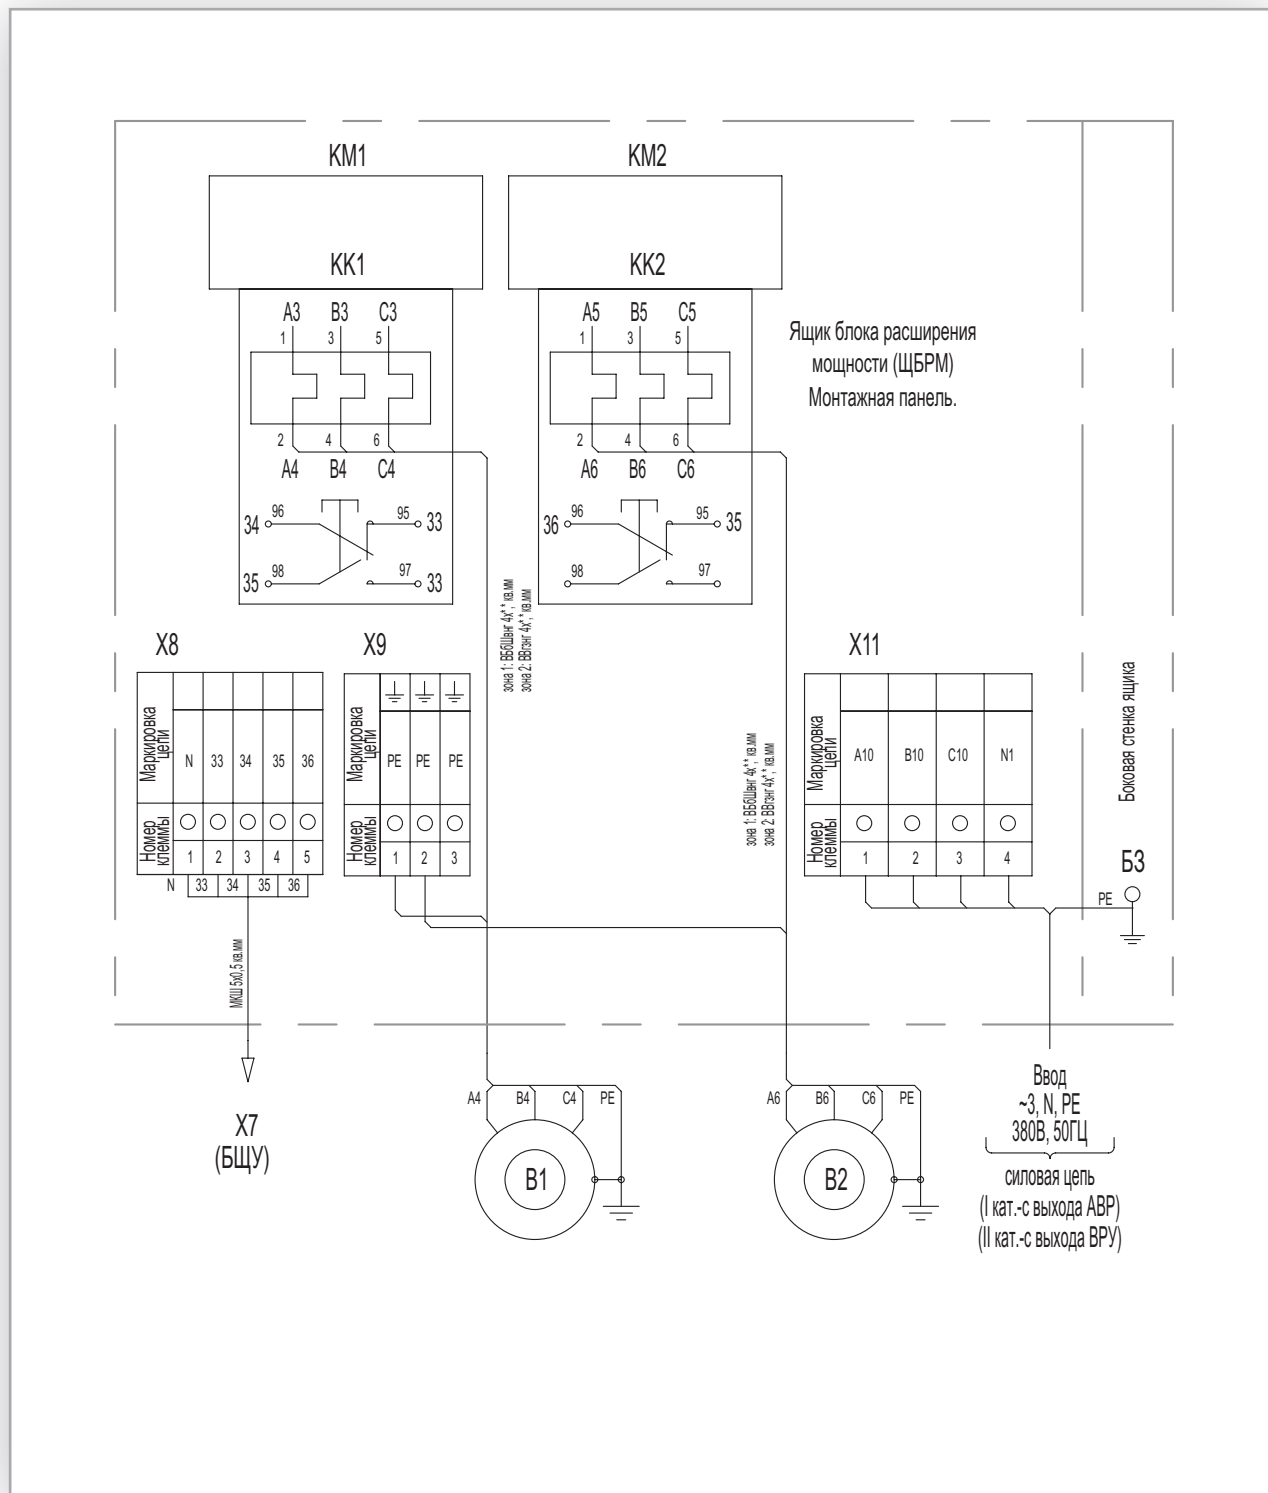 KM1
KM2
KK1
KK2
A3 B3 C3
1 3 5
2 4 6
A4 B4 C4
34 96 95 33
35 98 97 33
A5 B5 C5
1 3 5
2 4 6
A6 B6 C6
36 96 95 35
98 97
Ящик блока расширения
мощности (ЩБРМ)
Монтажная панель.
зона 1: ВБбШвнг 4х**, кв.мм
зона 2: ВВгзнг 4х*,* кв.мм
зона 1: ВБбШвнг 4х**, кв.мм
зона 2: ВВгзнг 4х**, кв.мм
X8
Маркировка
цепи
N 33 34 35 36
Номер
клеммы
1 2 3 4 5
N 33 34 35 36
МКШ 5х0,5 кв.мм
X7
(БЩУ)
X9
Маркировка
цепи
PE PE PE
Номер
клеммы
1 2 3
X11
Маркировка
цепи
A10 B10 C10 N1
Номер
клеммы
1 2 3 4
Боковая стенка ящика
Б3
PE
A4 B4 C4 PE
B1
A6 B6 C6 PE
B2
Ввод
~3, N, PE
380В, 50ГЦ
силовая цепь
(I кат.-с выхода АВР)
(II кат.-с выхода ВРУ)